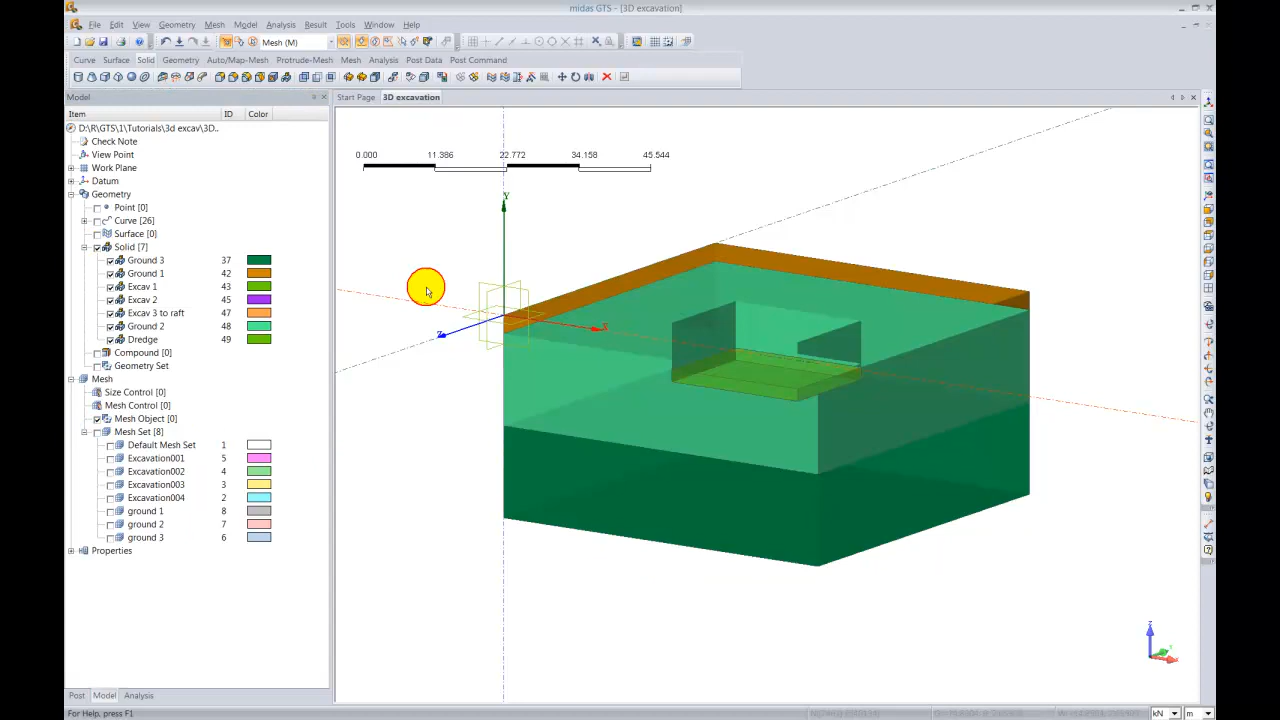 midas GTS - [3D excavation]
File Edit View Geometry Mesh Model Analysis Result Tools Window Help
Mesh (M)
Curve Surface Solid Geometry Auto/Map-Mesh Protrude-Mesh Mesh Analysis Post Data Post Command
Model
Start Page 3D excavation
Item ID Color
D:\R\GTS\1\Tutorials\3d excav\3D..
Check Note
View Point
Work Plane
Datum
Geometry
Point [0]
Curve [26]
Surface [0]
Solid [7]
Ground 3 37
Ground 1 42
Excav 1 43
Excav 2 45
Excav 3 to raft 47
Ground 2 48
Dredge 49
Compound [0]
Geometry Set
Mesh
Size Control [0]
Mesh Control [0]
Mesh Object [0]
Mesh Set [8]
Default Mesh Set 1
Excavation001 5
Excavation002 4
Excavation003 3
Excavation004 2
ground 1 8
ground 2 7
ground 3 6
Properties
0.000 11.386 22.772 34.158 45.544
Post Model Analysis
For Help, press F1
kN m